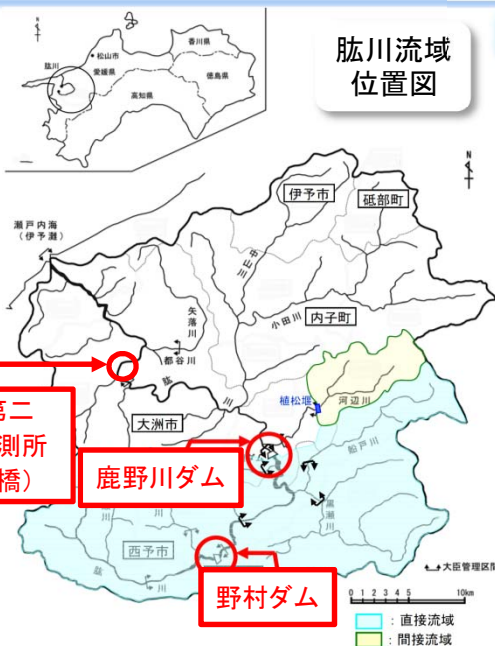 肱川流域
位置図
N
香川県
松山市
肱川
愛媛県
徳島県
高知県
N
伊予市
砥部町
瀬戸内海
(伊予灘)
中山川
矢落川
小田川
内子町
都谷川
肱
川
植松堰
河辺川
大洲市
第二
測所
橋)
鹿野川ダム
舩戸川
黒瀬川
西予市
肱
川
野村ダム
大臣管理区間
0 1 2 3 4 5 10km
:直接流域
:間接流域